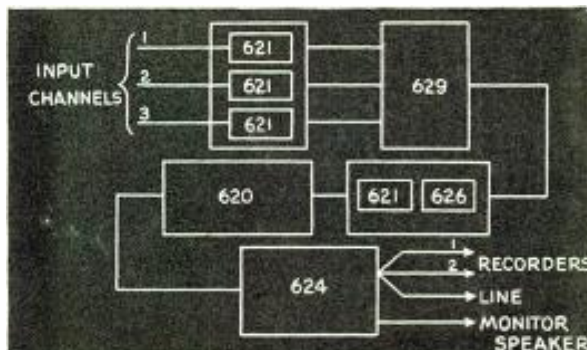 1
INPUT
CHANNELS
2
3
621
621
621
629
620
621
626
624
1
2
RECORDERS
LINE
MONITOR
SPEAKER